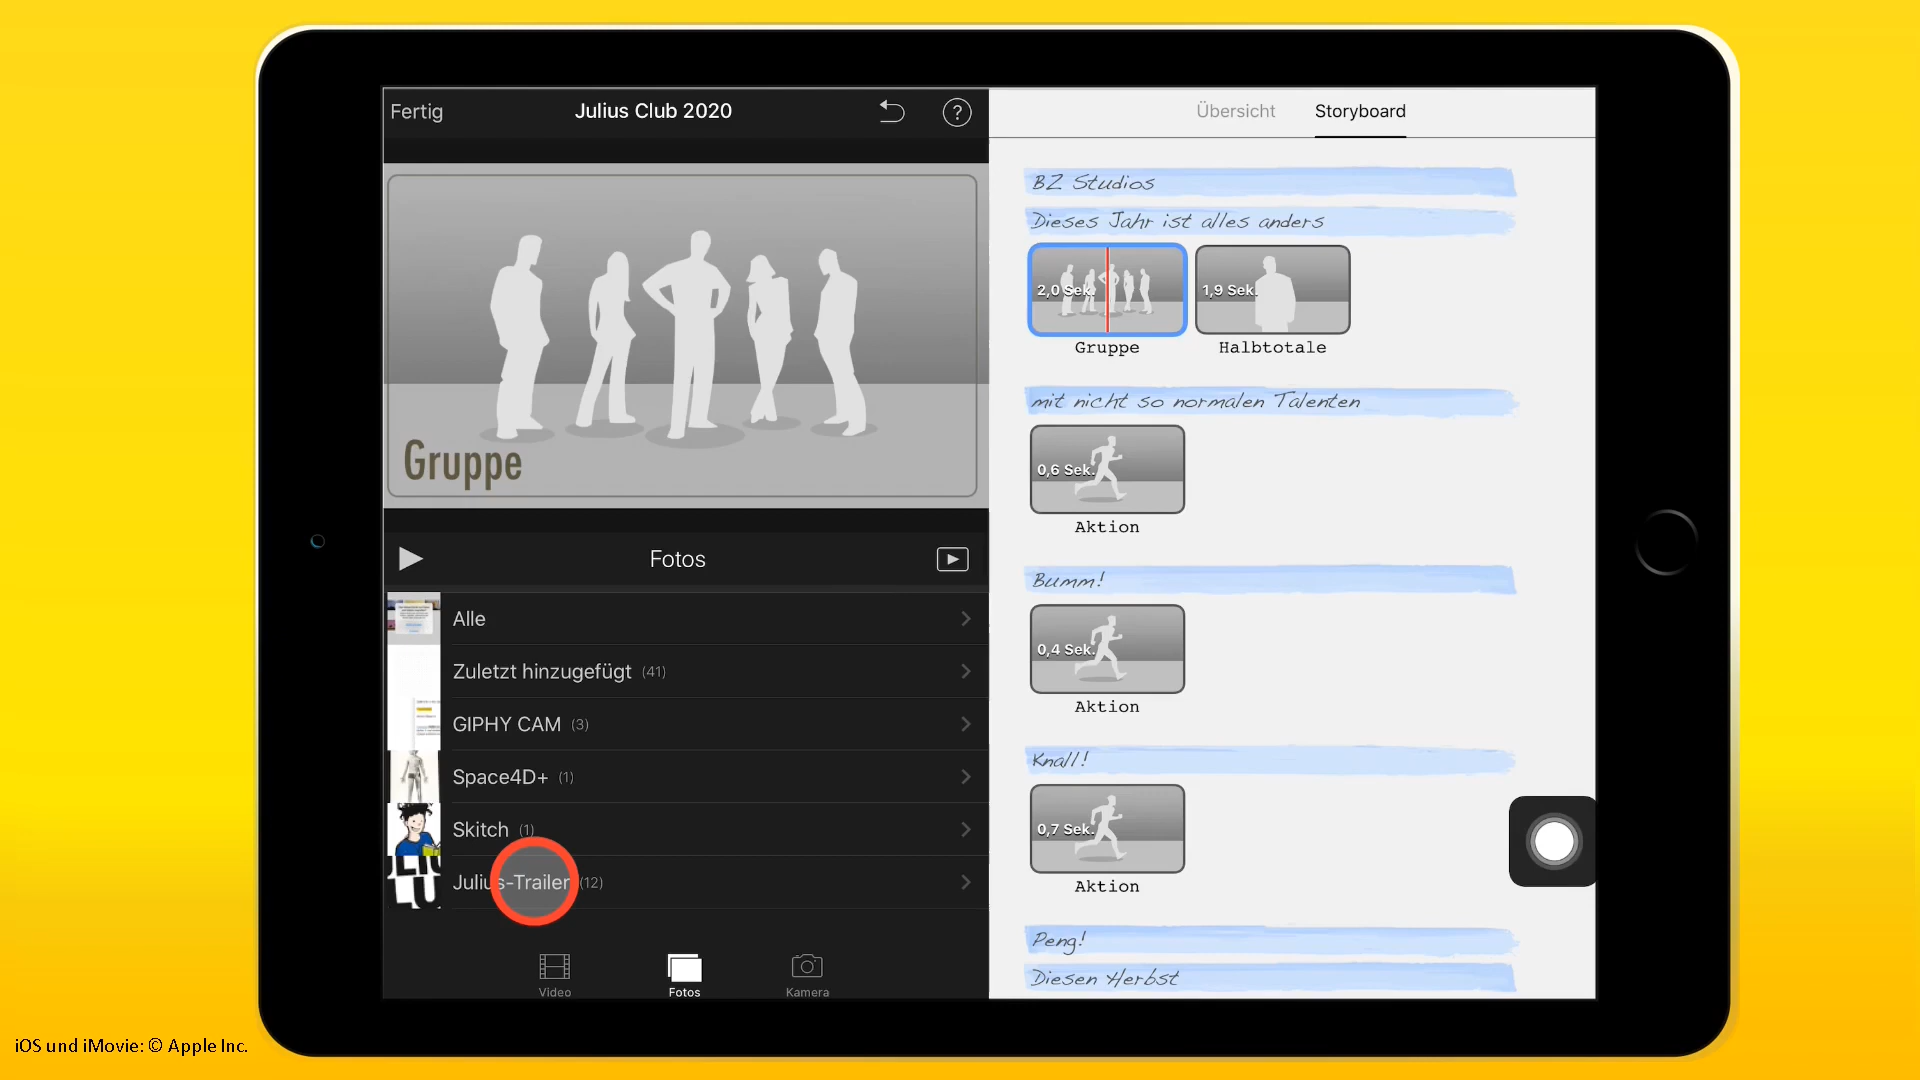 Fertig
Julius Club 2020
?
Übersicht
Storyboard
Gruppe
Fotos
Alle
Zuletzt hinzugefügt (41)
GIPHY CAM (3)
Space4D+ (1)
Skitch (1)
Julius-Trailer (12)
Video
Fotos
Kamera
BZ Studios
Dieses Jahr ist alles anders
2,0 Sek.
1,9 Sek.
Gruppe
Halbtotale
mit nicht so normalen Talenten
0,6 Sek.
Aktion
Bumm!
0,4 Sek.
Aktion
Knall!
0,7 Sek.
Aktion
Peng!
Diesen Herbst
iOS und iMovie: © Apple Inc.